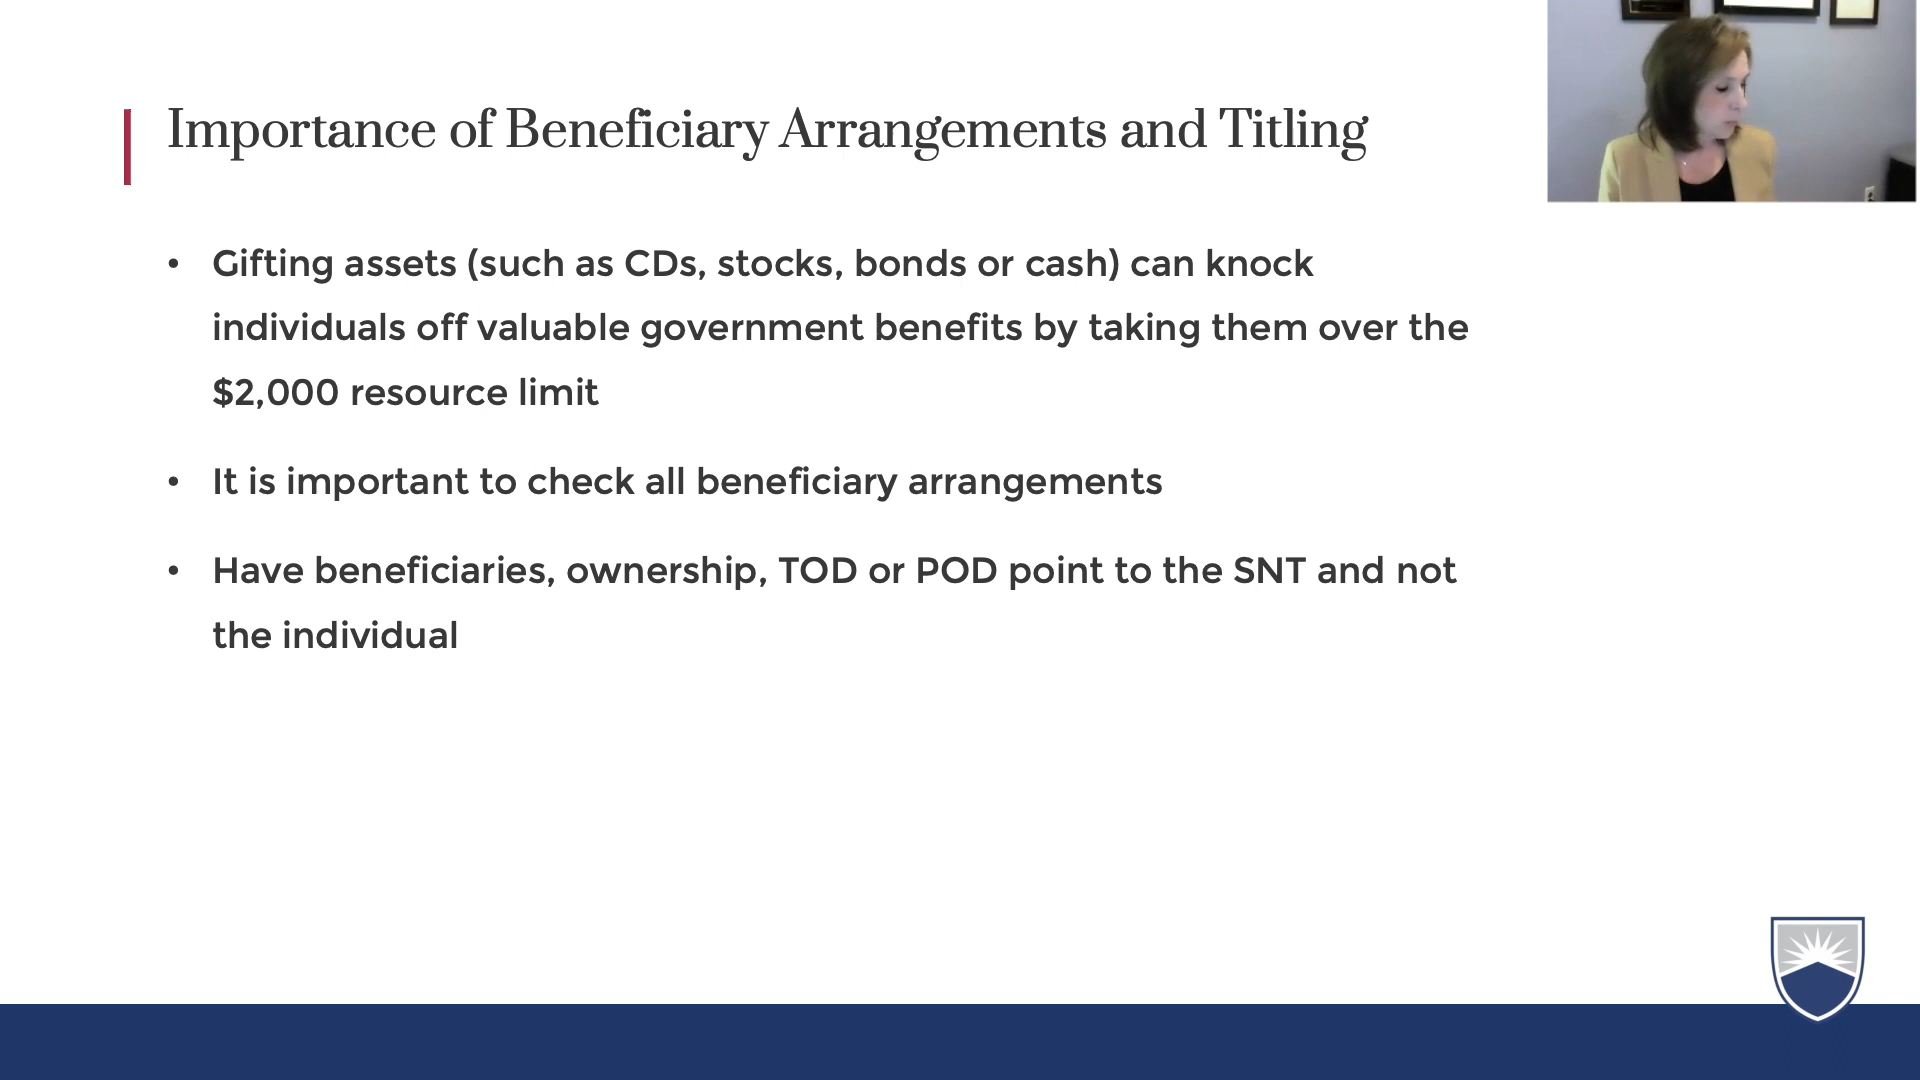 Importance of Beneficiary Arrangements and Titling
• Gifting assets (such as CDs, stocks, bonds or cash) can knock
individuals off valuable government benefits by taking them over the
$2,000 resource limit
• It is important to check all beneficiary arrangements
• Have beneficiaries, ownership, TOD or POD point to the SNT and not
the individual